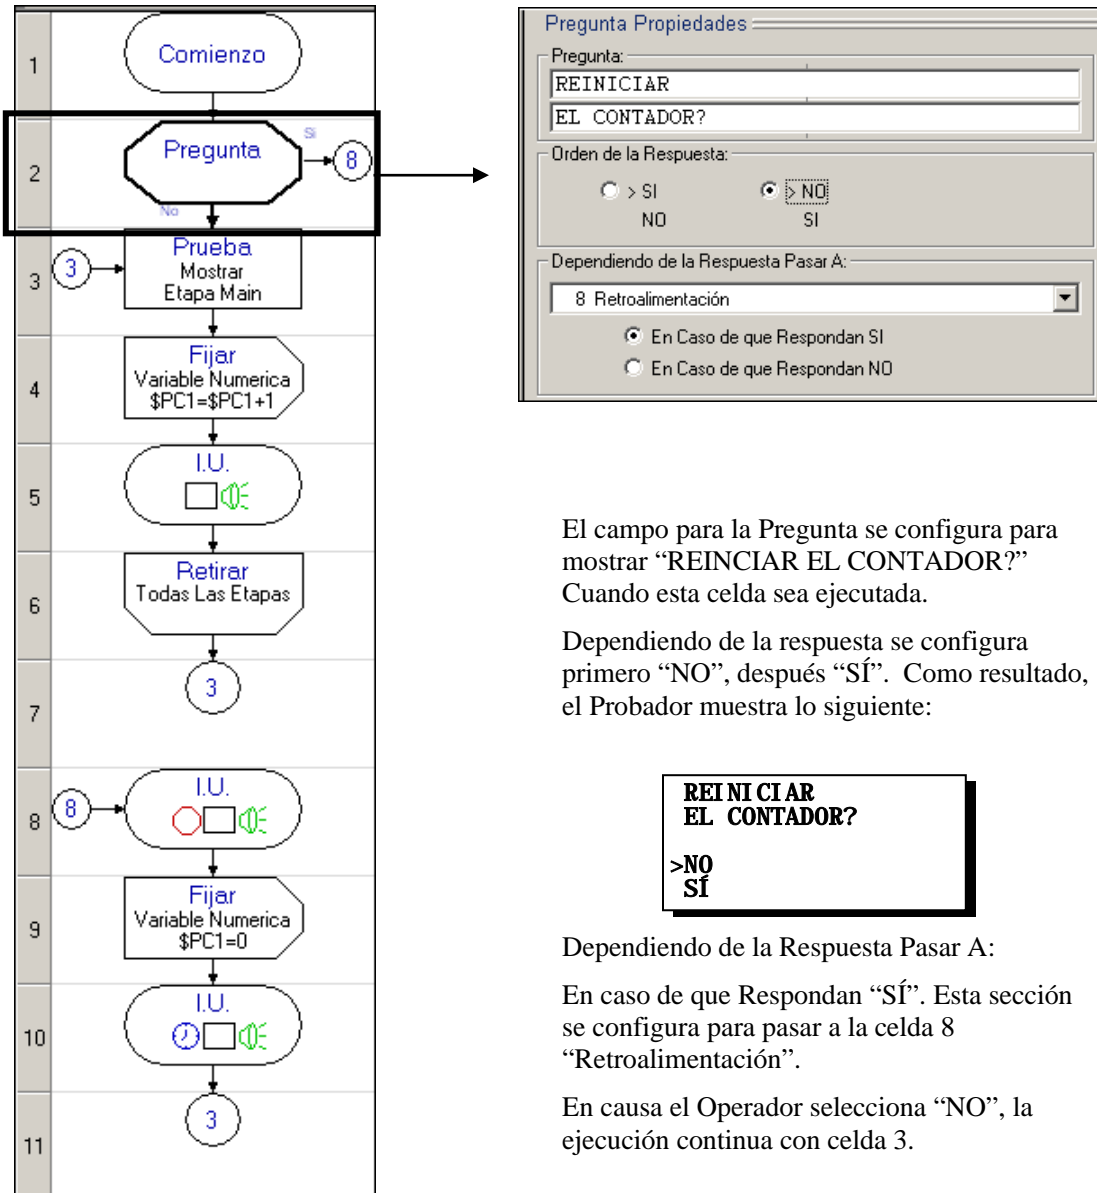 1
Comienzo
2
Pregunta
Si
8
No
3
3
Prueba
Mostrar
Etapa Main
4
Fijar
Variable Numerica
$PC1=$PC1+1
5
I.U.
6
Retirar
Todas Las Etapas
7
3
8
8
I.U.
9
Fijar
Variable Numerica
$PC1=0
10
I.U.
11
3
Pregunta Propiedades
Pregunta:
REINICIAR
EL CONTADOR?
Orden de la Respuesta:
> SI > NO
NO SI
Dependiendo de la Respuesta Pasar A:
8 Retroalimentación
En Caso de que Respondan SI
En Caso de que Respondan NO
El campo para la Pregunta se configura para
mostrar “REINCIAR EL CONTADOR?”
Cuando esta celda sea ejecutada.
Dependiendo de la respuesta se configura
primero “NO”, después “SÍ”. Como resultado,
el Probador muestra lo siguiente:
REINICIAR
EL CONTADOR?
>NO
SÍ
Dependiendo de la Respuesta Pasar A:
En caso de que Respondan “SÍ”. Esta sección
se configura para pasar a la celda 8
“Retroalimentación”.
En causa el Operador selecciona “NO”, la
ejecución continua con celda 3.